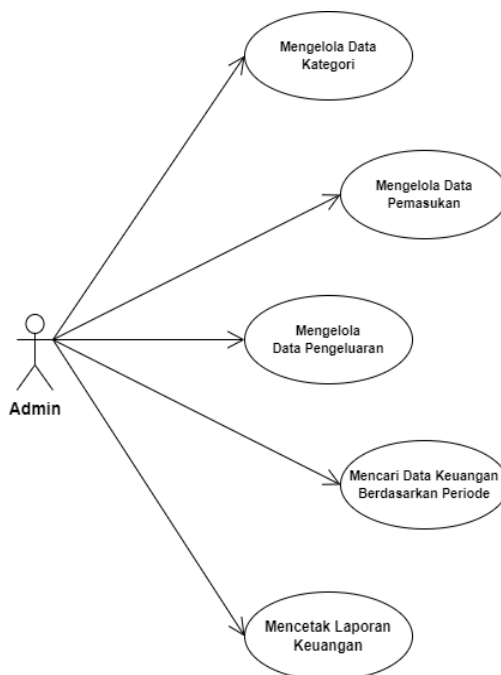 Mengelola Data
Kategori
Mengelola Data
Pemasukan
Mengelola
Data Pengeluaran
Admin
Mencari Data Keuangan
Berdasarkan Periode
Mencetak Laporan
Keuangan